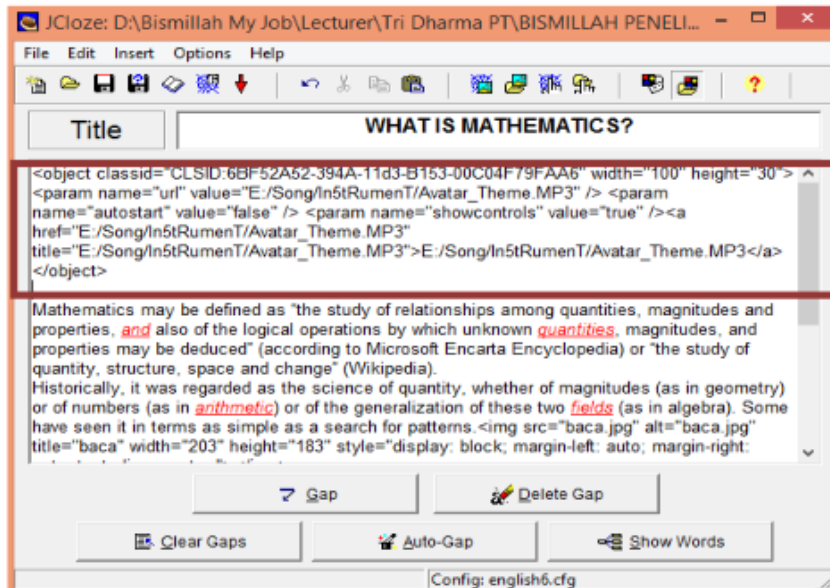 JCloze: D:\Bismillah My Job\Lecturer\Tri Dharma PT\BISMILLAH PENELI...
File Edit Insert Options Help
Title
WHAT IS MATHEMATICS?
<object classid="CLSID:6BF52A52-394A-11d3-B153-00C04F79FAA6" width="100" height="30">
<param name="url" value="E:/Song/In5tRumenT/Avatar_Theme.MP3" /> <param
name="autostart" value="false" /> <param name="showcontrols" value="true" /><a
href="E:/Song/In5tRumenT/Avatar_Theme.MP3"
title="E:/Song/In5tRumenT/Avatar_Theme.MP3">E:/Song/In5tRumenT/Avatar_Theme.MP3</a>
</object>
Mathematics may be defined as “the study of relationships among quantities, magnitudes and
properties, and also of the logical operations by which unknown quantities, magnitudes, and
properties may be deduced” (according to Microsoft Encarta Encyclopedia) or “the study of
quantity, structure, space and change” (Wikipedia).
Historically, it was regarded as the science of quantity, whether of magnitudes (as in geometry)
or of numbers (as in arithmetic) or of the generalization of these two fields (as in algebra). Some
have seen it in terms as simple as a search for patterns.<img src="baca.jpg" alt="baca.jpg"
title="baca" width="203" height="183" style="display: block; margin-left: auto; margin-right:
Gap
Delete Gap
Clear Gaps
Auto-Gap
Show Words
Config: english6.cfg